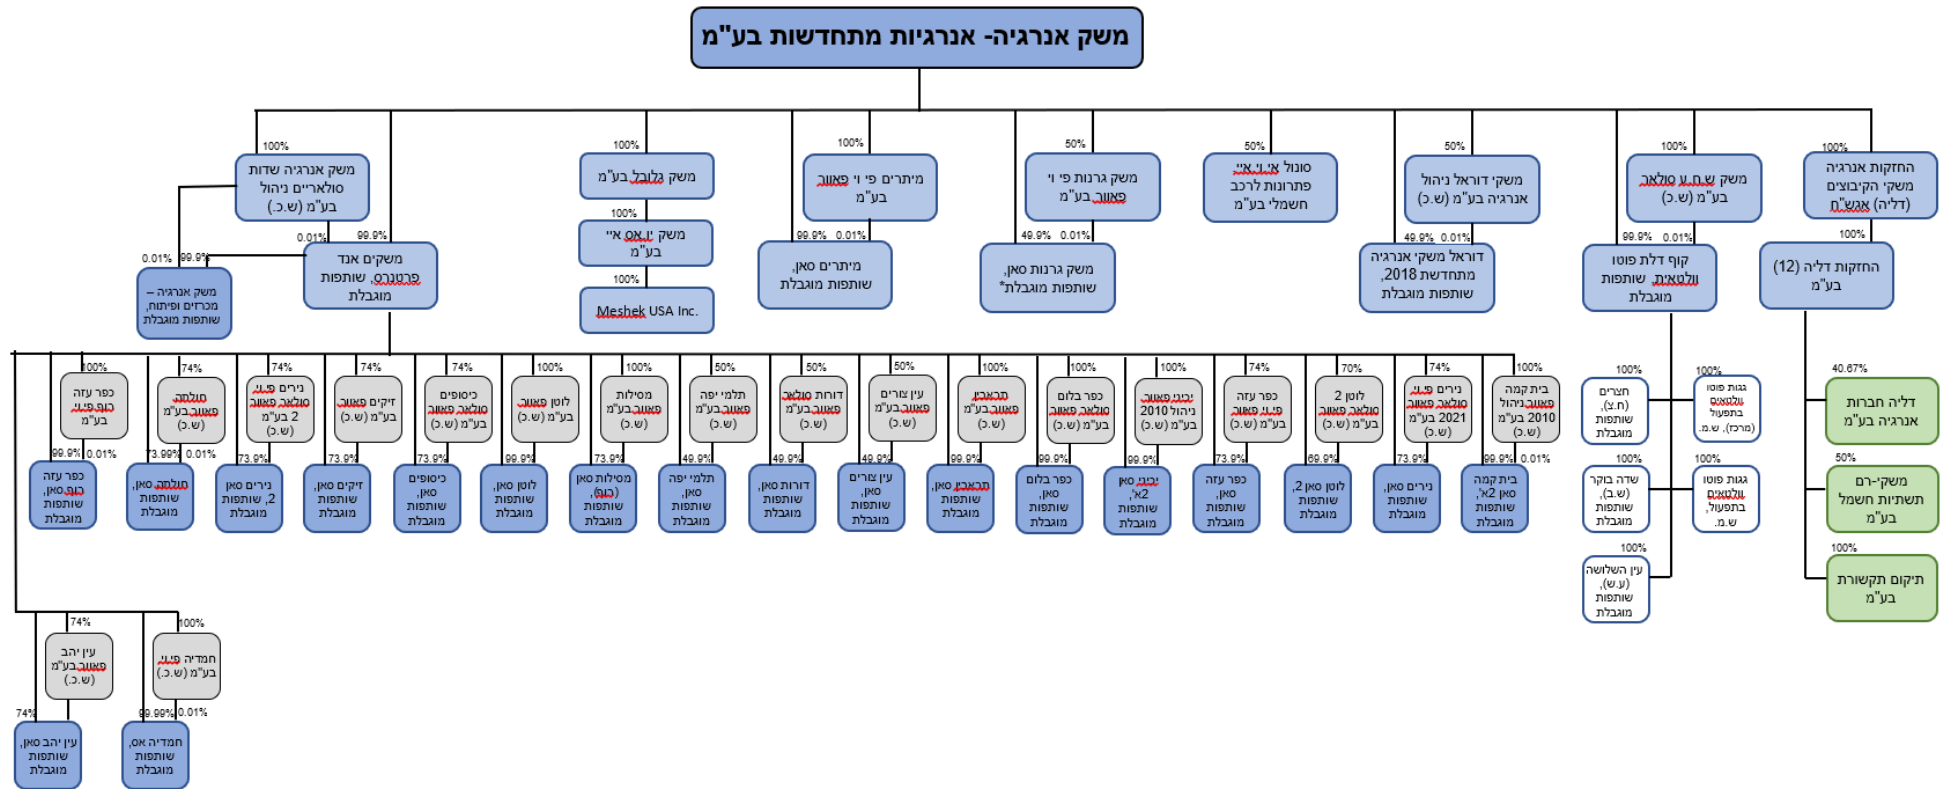 משק אנרגיה- אנרגיות מתחדשות בע"מ
100%
החזקות אנרגיה
משקי הקיבוצים
(דליה) אגש"ח
100%
החזקות דליה (12)
בע"מ
40.67%
דליה חברות
אנרגיה בע"מ
50%
משקי-רם
תשתיות חשמל
בע"מ
100%
תיקום תקשורת
בע"מ
100%
משק ש.ח.ע סולאר
בע"מ (ש.כ)
99.9% 0.01%
קוף דלת פוטו
וולטאית, שותפות
מוגבלת
100%
גגות פוטו
וולטאים
בתפעול
(מרכז), ש.מ.
100%
חצרים
(ח.צ),
שותפות
מוגבלת
100%
גגות פוטו
וולטאים
בתפעול,
ש.מ.
100%
שדה בוקר
(ש.ב),
שותפות
מוגבלת
100%
עין השלושה
(ע.ש),
שותפות
מוגבלת
50%
משקי דוראל ניהול
אנרגיה בע"מ (ש.כ)
49.9% 0.01%
דוראל משקי אנרגיה
מתחדשת 2018,
שותפות מוגבלת
50%
סונול אי.וי.איי.
פתרונות לרכב
חשמלי בע"מ
50%
משק גרנות פי וי
פאוור בע"מ
49.9% 0.01%
משק גרנות סאן,
שותפות מוגבלת*
100%
מיתרים פי וי פאוור
בע"מ
99.9% 0.01%
מיתרים סאן,
שותפות מוגבלת
100%
משק גלובל בע"מ
100%
משק יו.אס.איי
בע"מ
100%
Meshek USA Inc.
100%
משק אנרגיה שדות
סולאריים ניהול
בע"מ (ש.כ.)
0.01% 99.9%
משקים אנד
פרטנרס, שותפות
מוגבלת
0.01% 99.9%
משק אנרגיה –
מכרזים ופיתוח,
שותפות מוגבלת
100%
בית קמה
פאוור ניהול
2010 בע"מ
(ש.כ)
99.9% 0.01%
בית קמה
סאן 2א',
שותפות
מוגבלת
74%
נירים פי.וי.
סולאר פאוור
2021 בע"מ
(ש.כ)
73.9%
נירים סאן,
שותפות
מוגבלת
70%
לוטן 2
סולאר פאוור
בע"מ (ש.כ)
69.9%
לוטן סאן 2,
שותפות
מוגבלת
74%
כפר עזה
פי.וי פאוור
בע"מ (ש.כ)
73.9%
כפר עזה
סאן,
שותפות
מוגבלת
100%
יכיני פאוור
ניהול 2010
בע"מ (ש.כ)
99.9%
יכיני סאן
2א',
שותפות
מוגבלת
100%
כפר בלום
סולאר פאוור
בע"מ (ש.כ)
99.9%
כפר בלום
סאן,
שותפות
מוגבלת
100%
תראבין
פאוור בע"מ
(ש.כ)
99.9%
תראבין סאן,
שותפות
מוגבלת
50%
עין צורים
פאוור בע"מ
(ש.כ)
49.9%
עין צורים
סאן,
שותפות
מוגבלת
50%
דורות סולאר
פאוור בע"מ
(ש.כ)
49.9%
דורות סאן,
שותפות
מוגבלת
50%
תלמי יפה
פאוור בע"מ
(ש.כ)
49.9%
תלמי יפה
סאן,
שותפות
מוגבלת
100%
מסילות
פאוור בע"מ
(ש.כ)
99.9%
מסילות סאן
(רוף),
שותפות
מוגבלת
100%
לוטן פאוור
בע"מ (ש.כ)
99.9%
לוטן סאן,
שותפות
מוגבלת
74%
כיסופים
סולאר פאוור
בע"מ (ש.כ)
73.9%
כיסופים
סאן,
שותפות
מוגבלת
74%
זיקים פאוור
בע"מ (ש.כ)
73.9%
זיקים סאן,
שותפות
מוגבלת
74%
נירים פי.וי
סולאר פאוור
2 בע"מ
(ש.כ)
73.9%
נירים סאן
2, שותפות
מוגבלת
74%
חולתה
פאוור בע"מ
(ש.כ)
73.99% 0.01%
חולתה סאן,
שותפות
מוגבלת
100%
כפר עזה
רוף פי.וי.
בע"מ
99.9% 0.01%
כפר עזה
רוף סאן,
שותפות
מוגבלת
100%
חמדיה פי.וי.
בע"מ (ש.כ.)
99.99% 0.01%
חמדיה אס,
שותפות
מוגבלת
74%
עין יהב
פאוור בע"מ
(ש.כ.)
74%
עין יהב סאן,
שותפות
מוגבלת